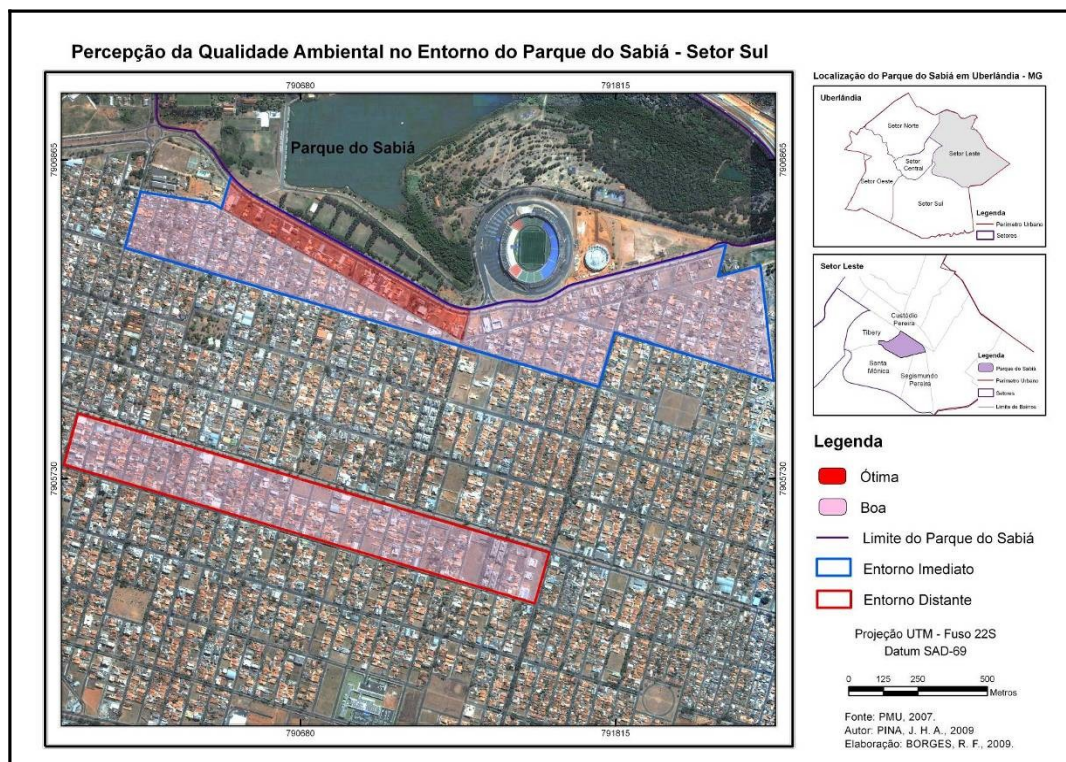 Percepção da Qualidade Ambiental no Entorno do Parque do Sabiá - Setor Sul
790680
791815
7906865
7906865
Parque do Sabiá
7905730
7905730
790680
791815
Localização do Parque do Sabiá em Uberlândia - MG
Uberlândia
Setor Norte
Setor Leste
Setor
Central
Setor Oeste
Setor Sul
Legenda
Perímetro Urbano
Setores
Setor Leste
Custódio
Pereira
Tibery
Santa
Mônica
Segismundo
Pereira
Legenda
Parque do Sabiá
Perímetro Urbano
Setores
Limite de Bairros
Legenda
Ótima
Boa
Limite do Parque do Sabiá
Entorno Imediato
Entorno Distante
Projeção UTM - Fuso 22S
Datum SAD-69
0 125 250 500
Metros
Fonte: PMU, 2007.
Autor: PINA, J. H. A., 2009
Elaboração: BORGES, R. F., 2009.